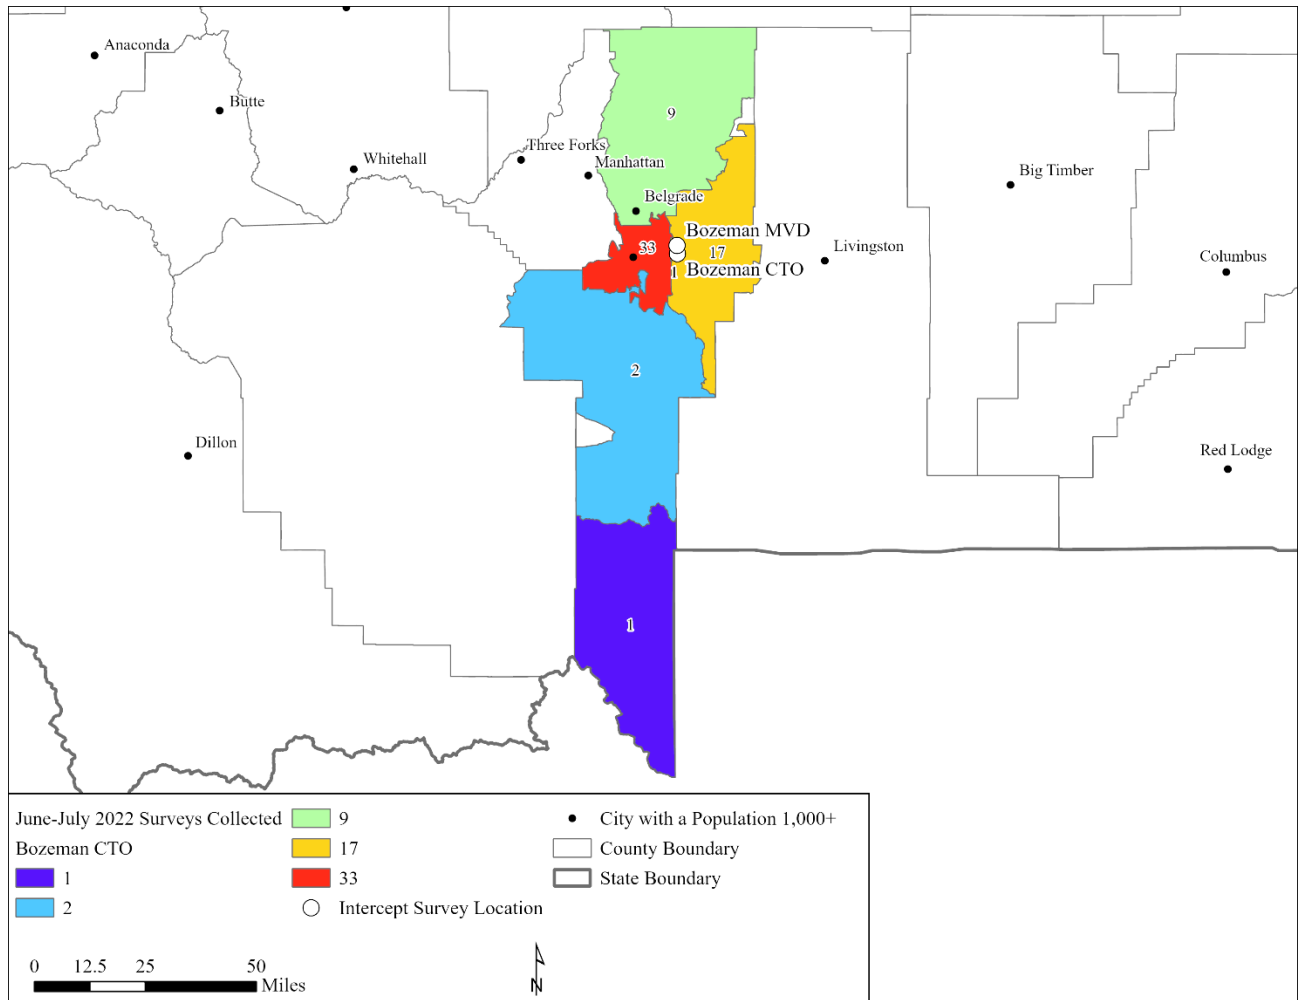 Anaconda
Butte
9
Three Forks
Whitehall
Manhattan
Big Timber
Belgrade
Bozeman MVD
33
17
Livingston
Columbus
1
Bozeman CTO
2
Dillon
Red Lodge
1
June-July 2022 Surveys Collected
9
City with a Population 1,000+
Bozeman CTO
17
County Boundary
1
33
State Boundary
2
Intercept Survey Location
0 12.5 25 50
Miles
N